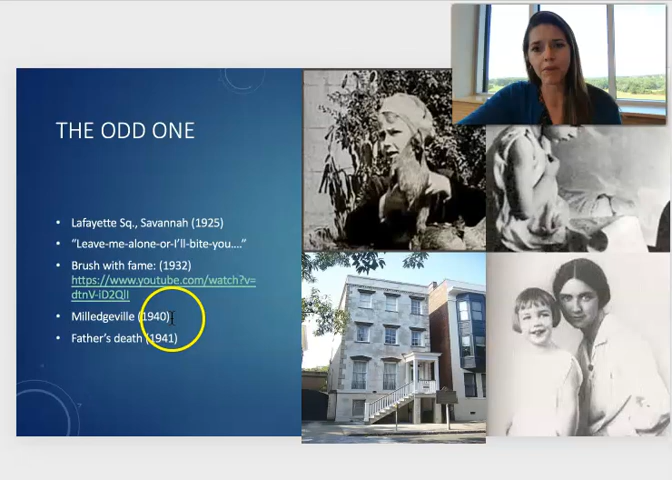 THE ODD ONE
• Lafayette Sq., Savannah (1925)
• “Leave-me-alone-or-I’ll-bite-you....”
• Brush with fame: (1932)
https://www.youtube.com/watch?v=
dtnV-iD2QlI
• Milledgeville (1940)
• Father’s death (1941)